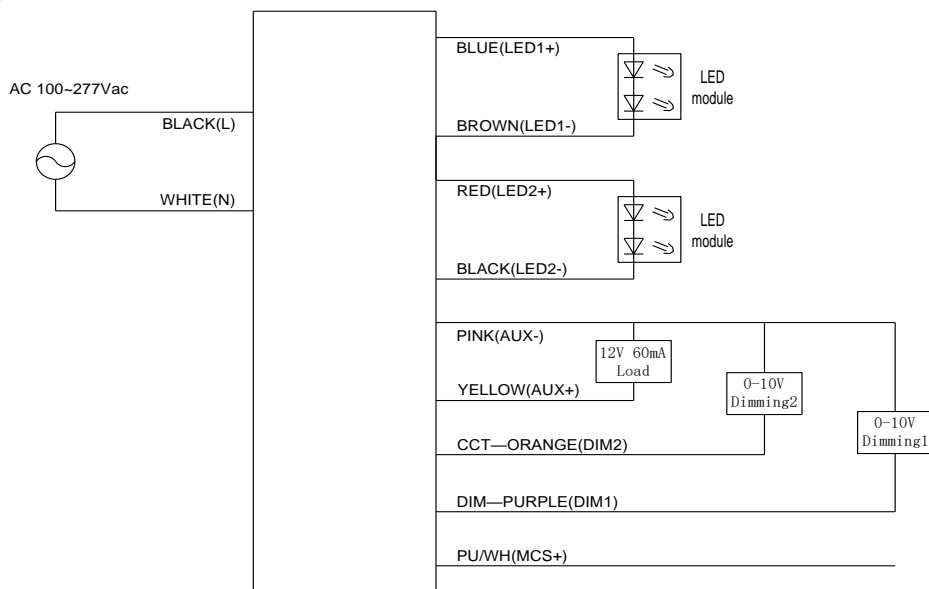 AC 100~277Vac
BLACK(L)
WHITE(N)
BLUE(LED1+)
LED
module
BROWN(LED1-)
RED(LED2+)
LED
module
BLACK(LED2-)
PINK(AUX-)
12V 60mA
Load
YELLOW(AUX+)
0-10V
Dimming2
0-10V
Dimming1
CCT—ORANGE(DIM2)
DIM—PURPLE(DIM1)
PU/WH(MCS+)